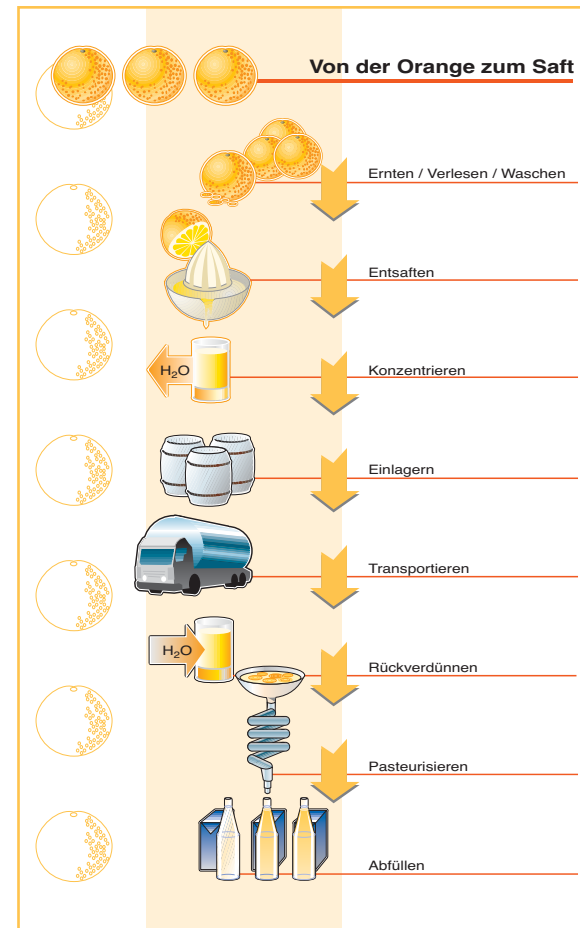 Von der Orange zum Saft
Ernten / Verlesen / Waschen
Entsaften
H₂O
Konzentrieren
Einlagern
Transportieren
H₂O
Rückverdünnen
Pasteurisieren
Abfüllen